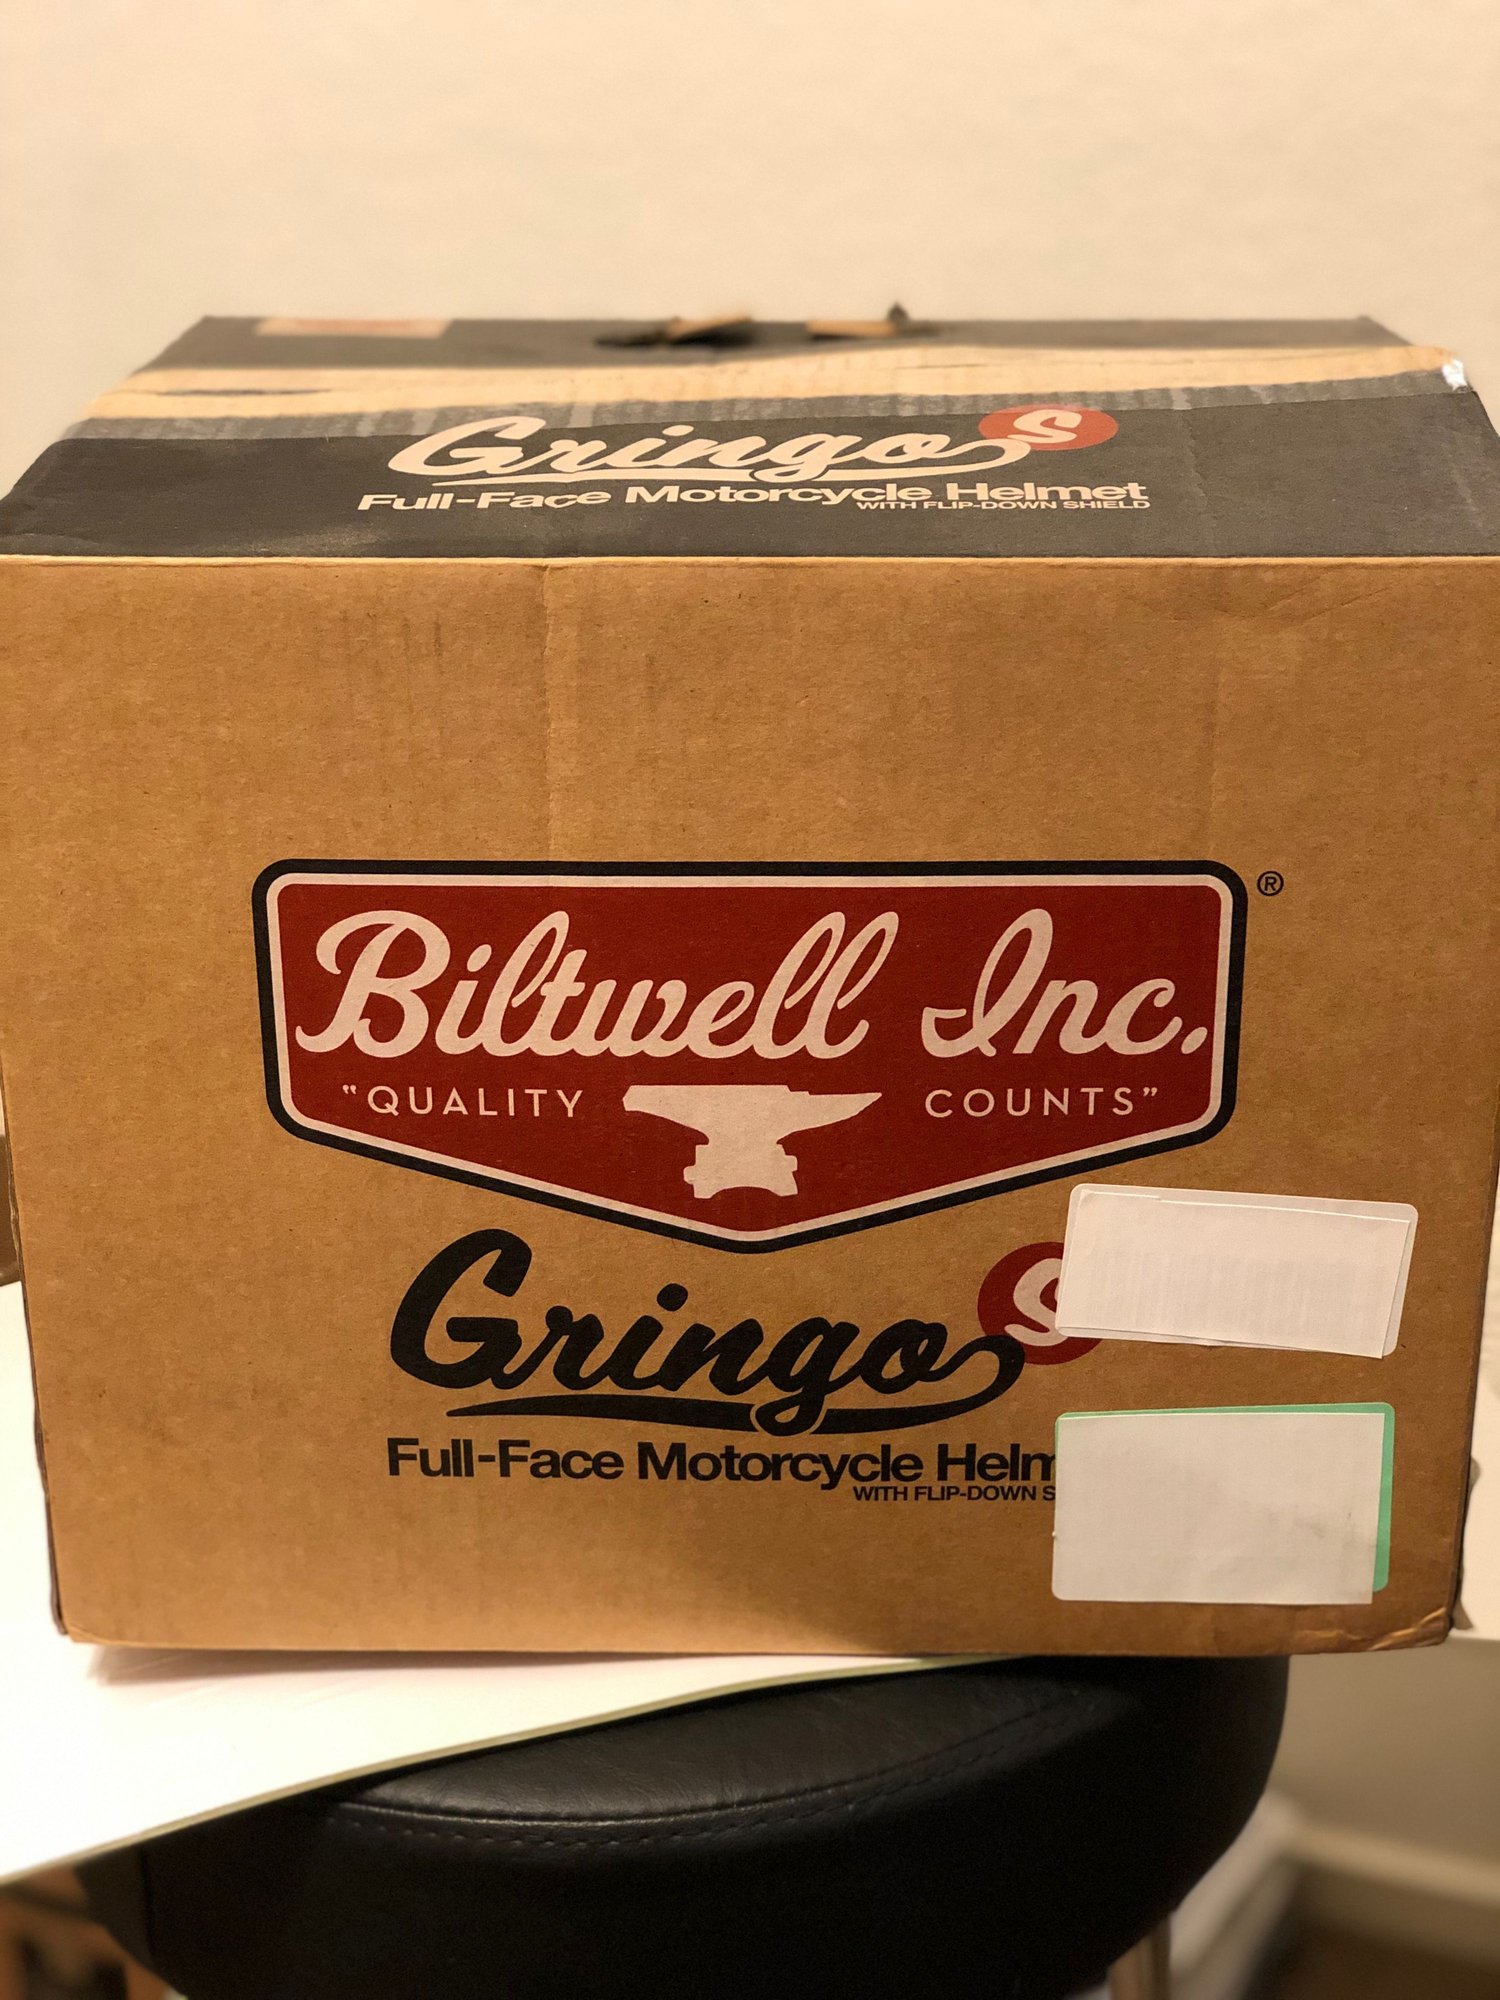 Gringo S
Full-Face Motorcycle Helmet
WITH FLIP-DOWN SHIELD
Biltwell Inc. ®
"QUALITY COUNTS"
Gringo S
Full-Face Motorcycle Helm
WITH FLIP-DOWN S